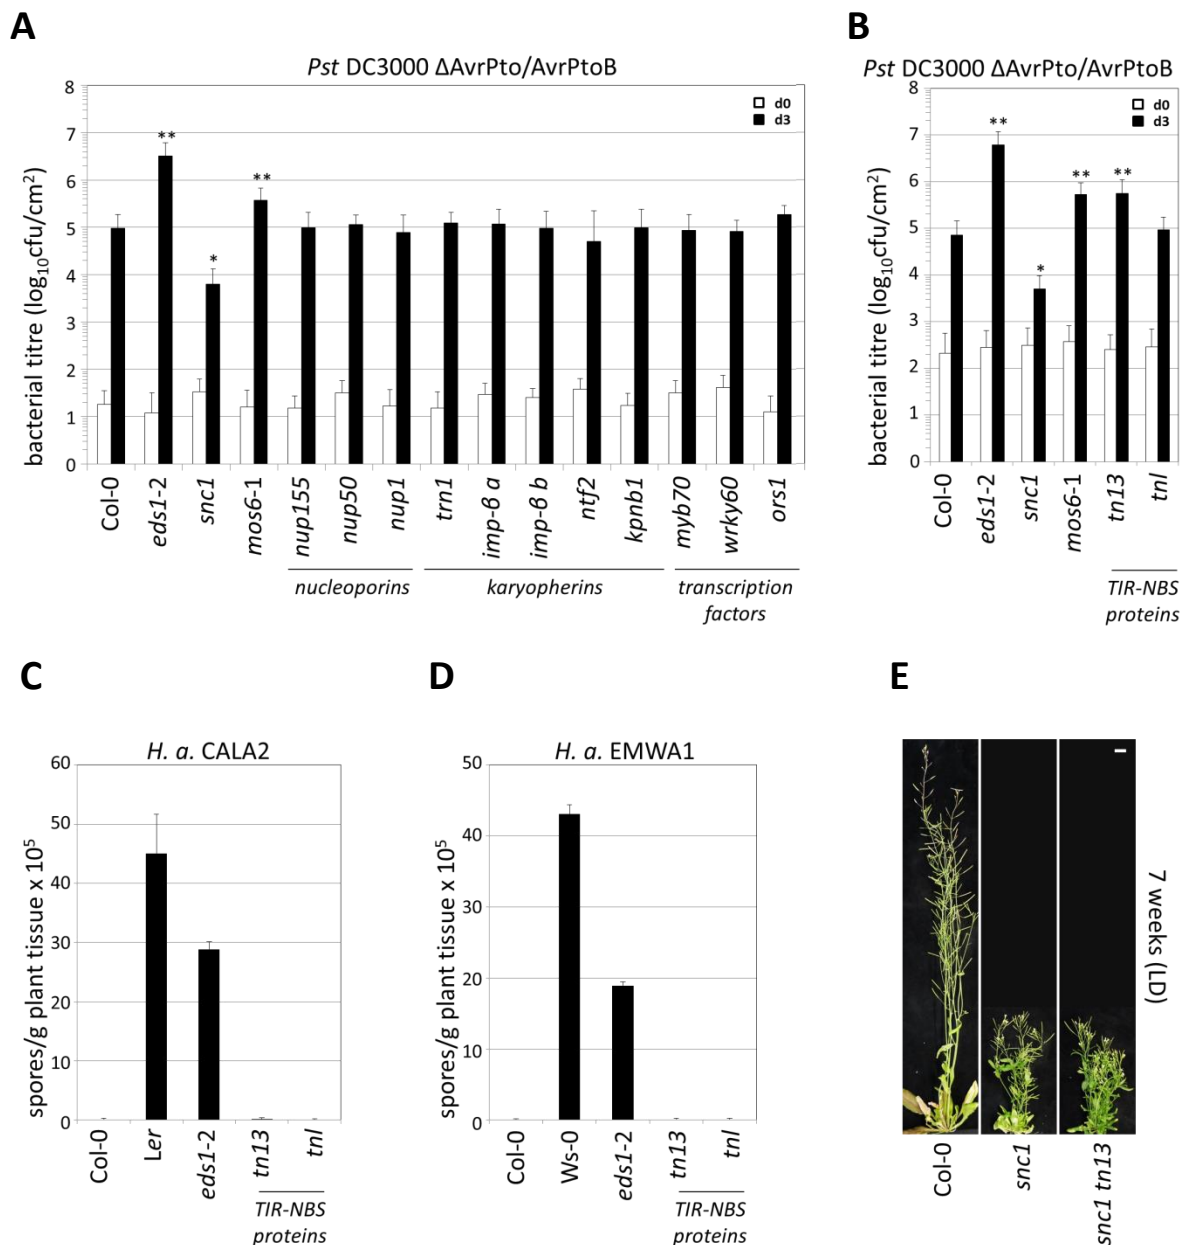 A
Pst DC3000 ΔAvrPto/AvrPtoB
bacterial titre (log10cfu/cm2)
8
7
6
5
4
3
2
1
0
d0
d3
**
*
**
Col-0
eds1-2
snc1
mos6-1
nup155
nup50
nup1
trn1
imp-β a
imp-β b
ntf2
kpnb1
myb70
wrky60
ors1
nucleoporins
karyopherins
transcription
factors
B
Pst DC3000 ΔAvrPto/AvrPtoB
bacterial titre (log10cfu/cm2)
8
7
6
5
4
3
2
1
0
d0
d3
**
*
**
**
Col-0
eds1-2
snc1
mos6-1
tn13
tnl
TIR-NBS
proteins
C
H. a. CALA2
spores/g plant tissue x 105
60
50
40
30
20
10
0
Col-0
Ler
eds1-2
tn13
tnl
TIR-NBS
proteins
D
H. a. EMWA1
spores/g plant tissue x 105
50
40
30
20
10
0
Col-0
Ws-0
eds1-2
tn13
tnl
TIR-NBS
proteins
E
7 weeks (LD)
Col-0
snc1
snc1 tn13